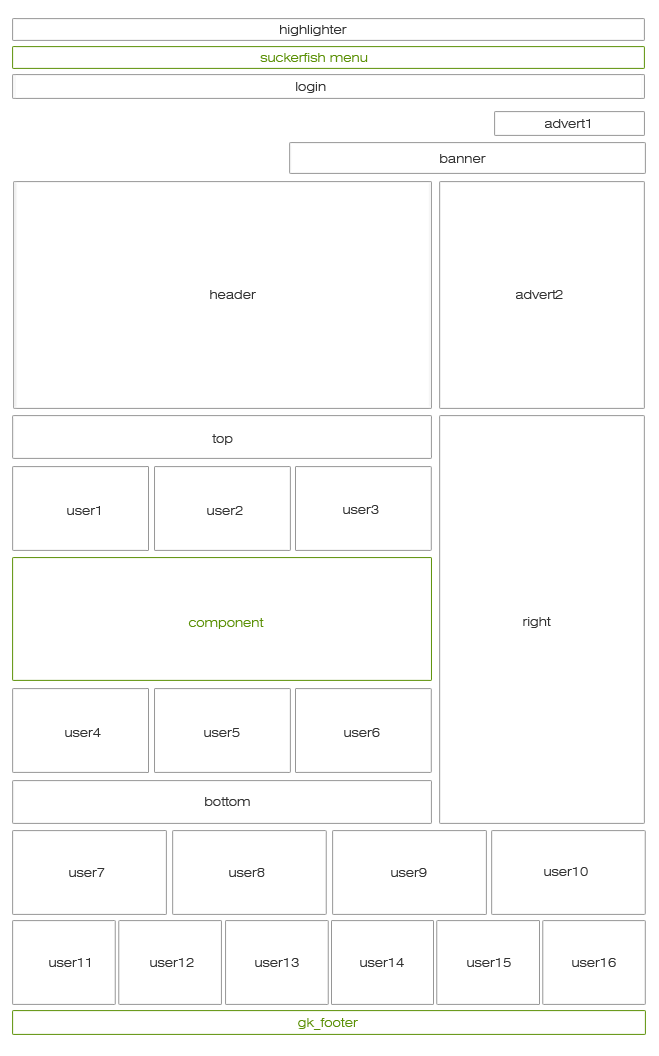 highlighter
suckerfish menu
login
advert1
banner
header
advert2
top
user1
user2
user3
component
right
user4
user5
user6
bottom
user7
user8
user9
user10
user11
user12
user13
user14
user15
user16
gk_footer